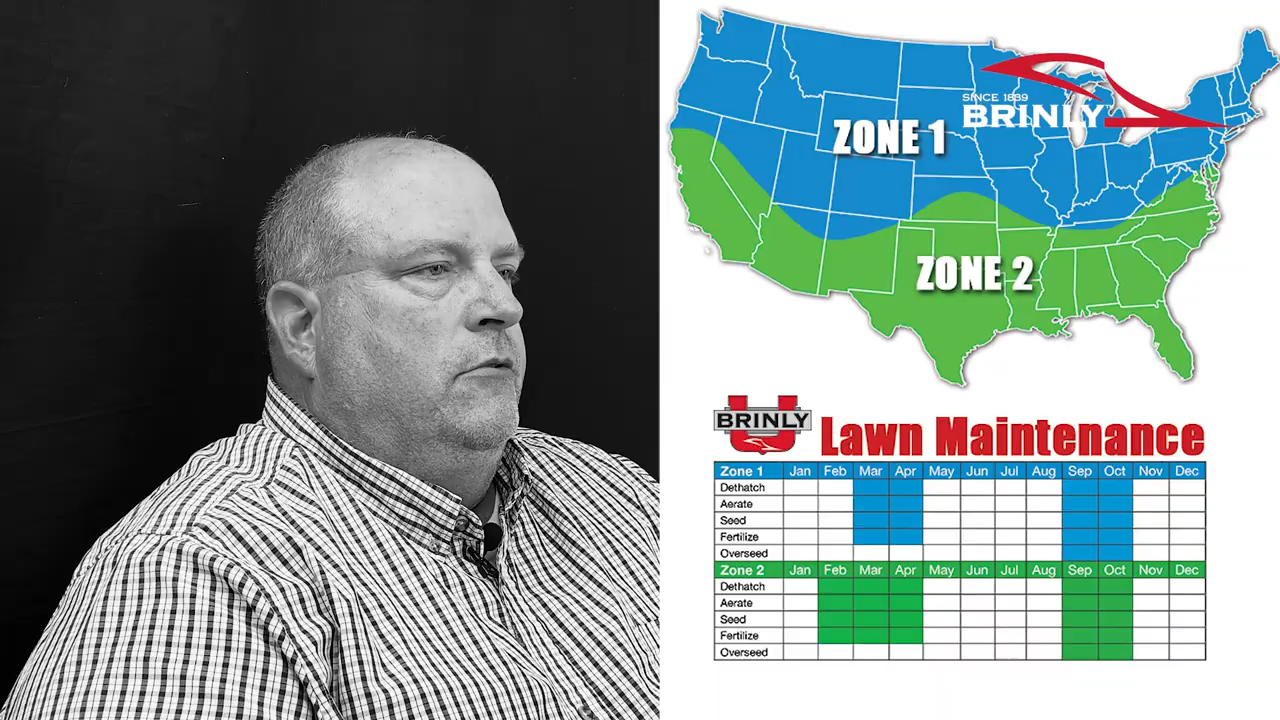 SINCE 1839
BRINLY
ZONE 1
ZONE 2
BRINLY
Lawn Maintenance
Zone 1 Jan Feb Mar Apr May Jun Jul Aug Sep Oct Nov Dec
Dethatch
Aerate
Seed
Fertilize
Overseed
Zone 2 Jan Feb Mar Apr May Jun Jul Aug Sep Oct Nov Dec
Dethatch
Aerate
Seed
Fertilize
Overseed